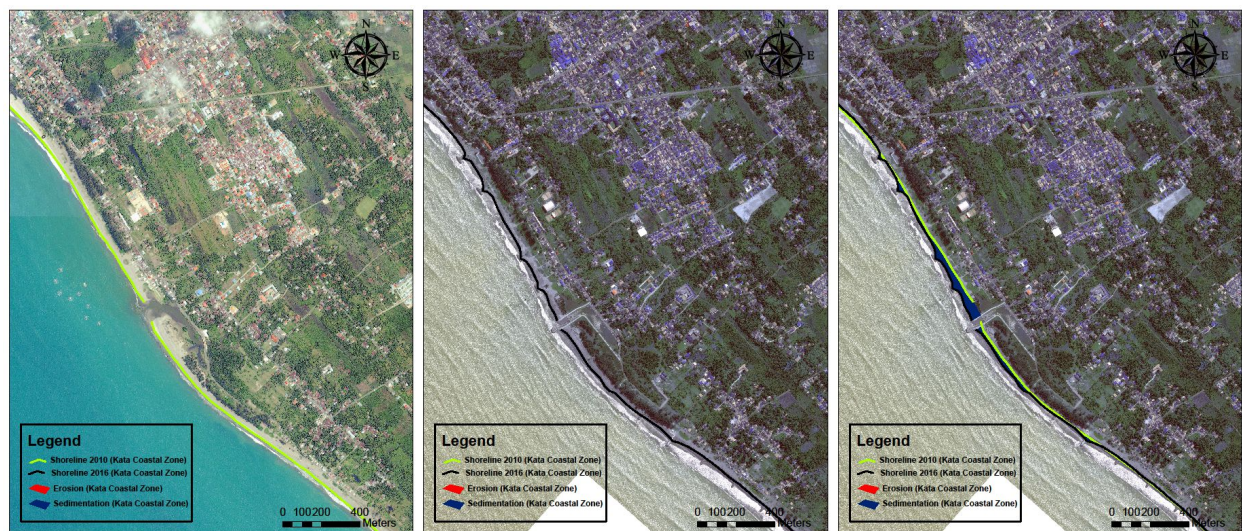 N
W E
S
Legend
Shoreline 2010 (Kata Coastal Zone)
Shoreline 2016 (Kata Coastal Zone)
Erosion (Kata Coastal Zone)
Sedimentation (Kata Coastal Zone)
0 100200 400
Meters
N
W E
S
Legend
Shoreline 2010 (Kata Coastal Zone)
Shoreline 2016 (Kata Coastal Zone)
Erosion (Kata Coastal Zone)
Sedimentation (Kata Coastal Zone)
0 100200 400
Meters
N
W E
S
Legend
Shoreline 2010 (Kata Coastal Zone)
Shoreline 2016 (Kata Coastal Zone)
Erosion (Kata Coastal Zone)
Sedimentation (Kata Coastal Zone)
0 100200 400
Meters